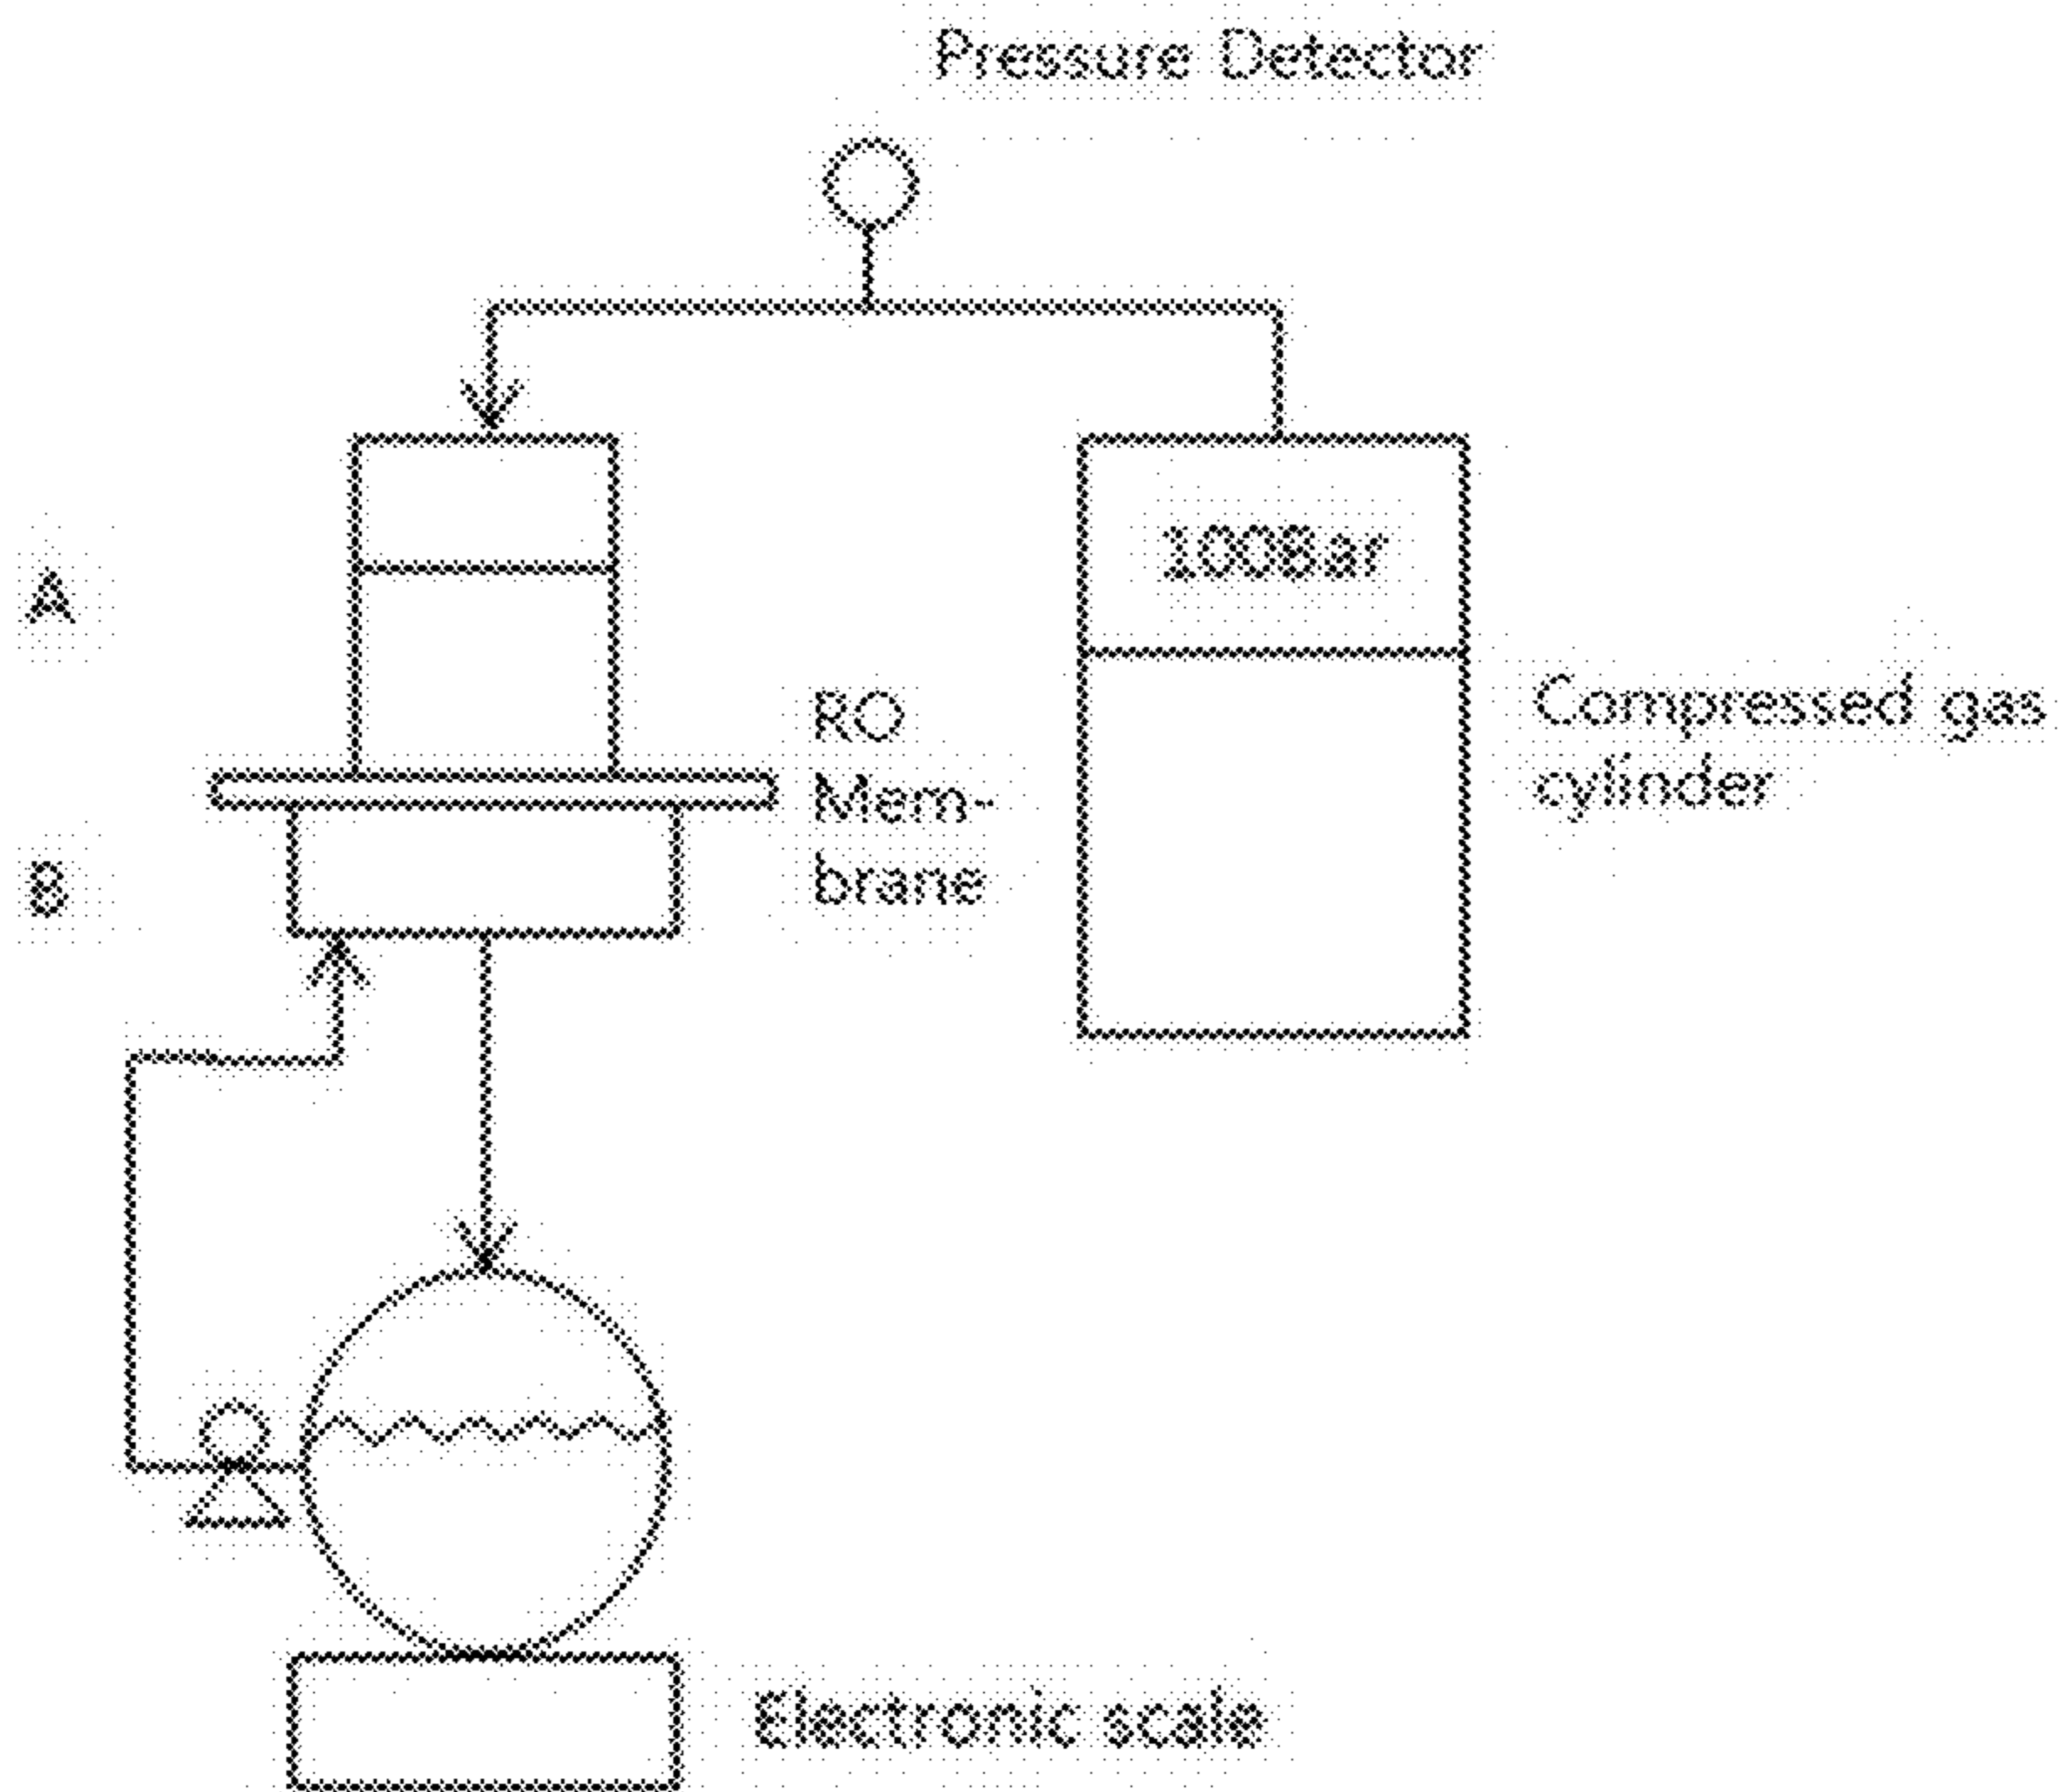 Pressure Detector
100Bar
A
RO
Mem-
brane
Compressed gas
cylinder
B
Electronic scale